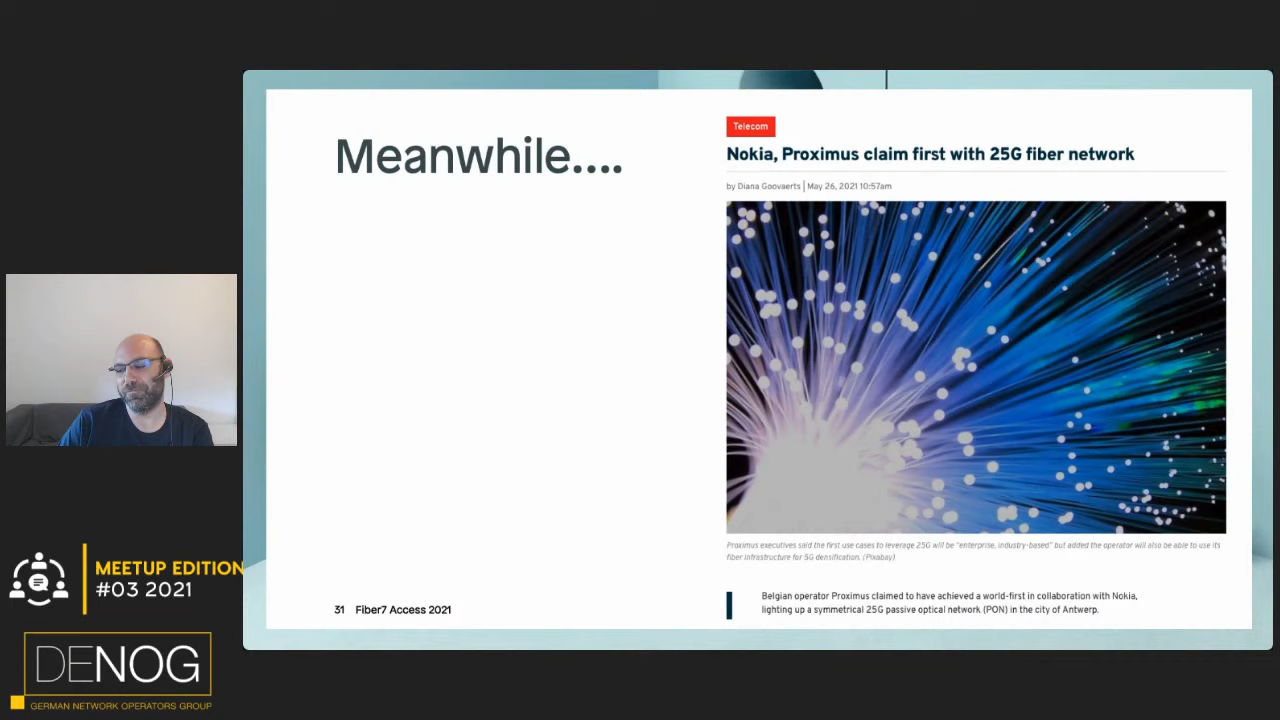 Meanwhile....
Telecom
Nokia, Proximus claim first with 25G fiber network
by Diana Goovaerts | May 26, 2021 10:57am
Proximus executives said the first use cases to leverage 25G will be "enterprise, industry-based" but added the operator will also be able to use its
fiber infrastructure for 5G densification. (Pixabay)
Belgian operator Proximus claimed to have achieved a world-first in collaboration with Nokia,
lighting up a symmetrical 25G passive optical network (PON) in the city of Antwerp.
31 Fiber7 Access 2021
MEETUP EDITION
#03 2021
DENOG
GERMAN NETWORK OPERATORS GROUP